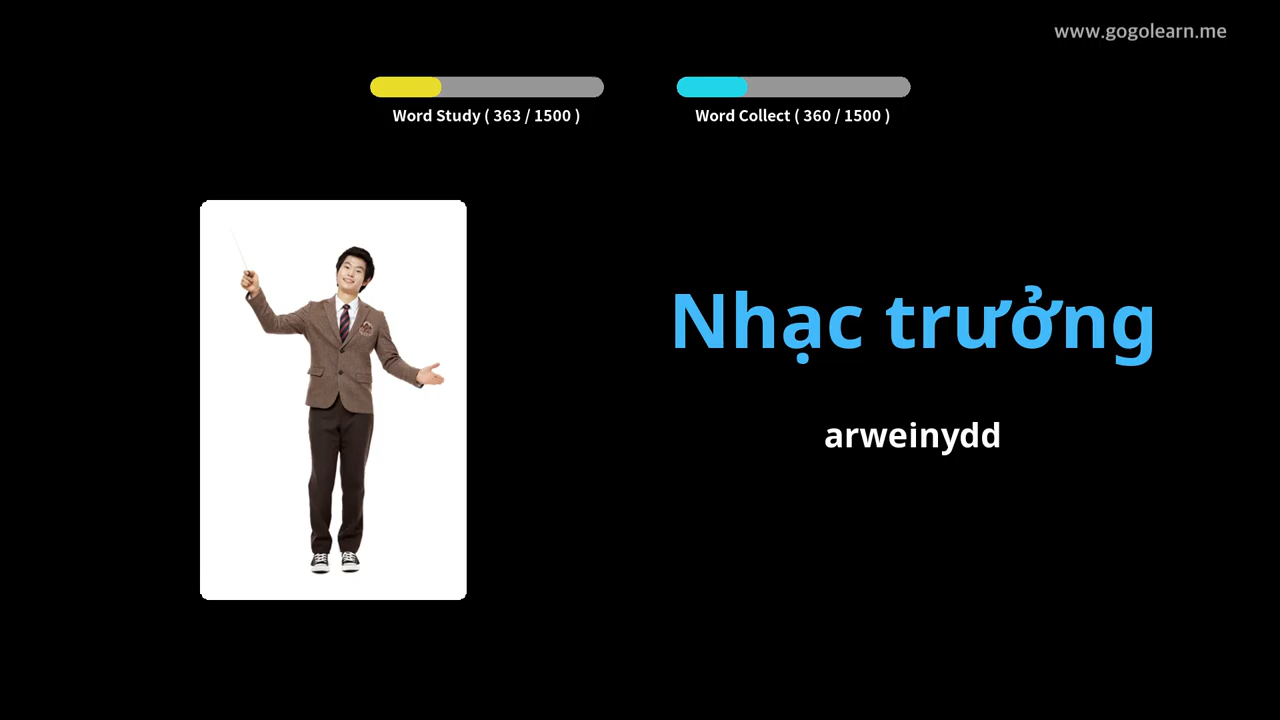 www.gogolearn.me
Word Study ( 363 / 1500 )
Word Collect ( 360 / 1500 )
Nhạc trưởng
arweinydd